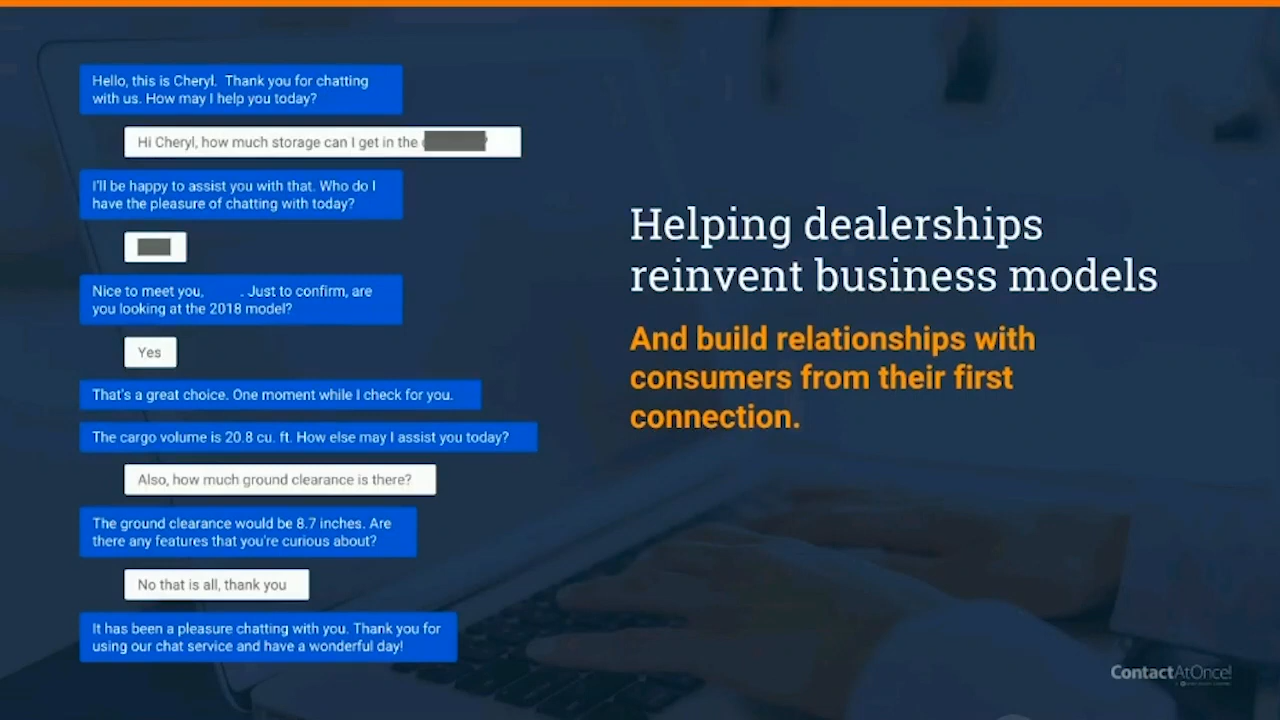 Hello, this is Cheryl. Thank you for chatting
with us. How may I help you today?
Hi Cheryl, how much storage can I get in the
I'll be happy to assist you with that. Who do I
have the pleasure of chatting with today?
Nice to meet you, . Just to confirm, are
you looking at the 2018 model?
Yes
That's a great choice. One moment while I check for you.
The cargo volume is 20.8 cu. ft. How else may I assist you today?
Also, how much ground clearance is there?
The ground clearance would be 8.7 inches. Are
there any features that you're curious about?
No that is all, thank you
It has been a pleasure chatting with you. Thank you for
using our chat service and have a wonderful day!
Helping dealerships
reinvent business models
And build relationships with
consumers from their first
connection.
ContactAtOnce!